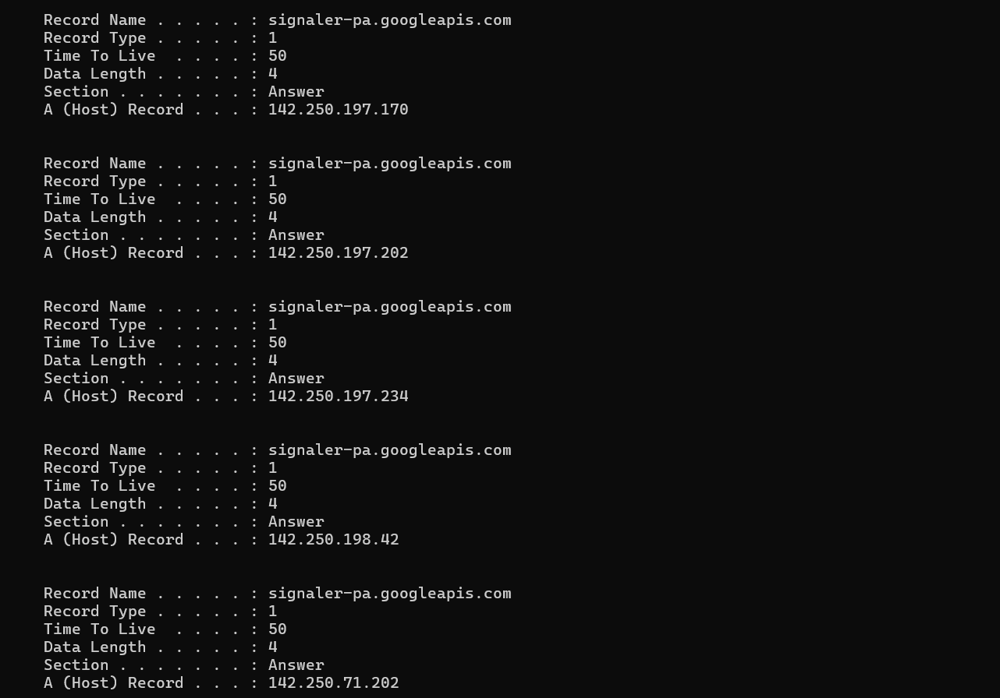 Record Name . . . . . : signaler-pa.googleapis.com
Record Type . . . . . : 1
Time To Live  . . . . : 50
Data Length . . . . . : 4
Section . . . . . . . : Answer
A (Host) Record . . . : 142.250.197.170
Record Name . . . . . : signaler-pa.googleapis.com
Record Type . . . . . : 1
Time To Live  . . . . : 50
Data Length . . . . . : 4
Section . . . . . . . : Answer
A (Host) Record . . . : 142.250.197.202
Record Name . . . . . : signaler-pa.googleapis.com
Record Type . . . . . : 1
Time To Live  . . . . : 50
Data Length . . . . . : 4
Section . . . . . . . : Answer
A (Host) Record . . . : 142.250.197.234
Record Name . . . . . : signaler-pa.googleapis.com
Record Type . . . . . : 1
Time To Live  . . . . : 50
Data Length . . . . . : 4
Section . . . . . . . : Answer
A (Host) Record . . . : 142.250.198.42
Record Name . . . . . : signaler-pa.googleapis.com
Record Type . . . . . : 1
Time To Live  . . . . : 50
Data Length . . . . . : 4
Section . . . . . . . : Answer
A (Host) Record . . . : 142.250.71.202